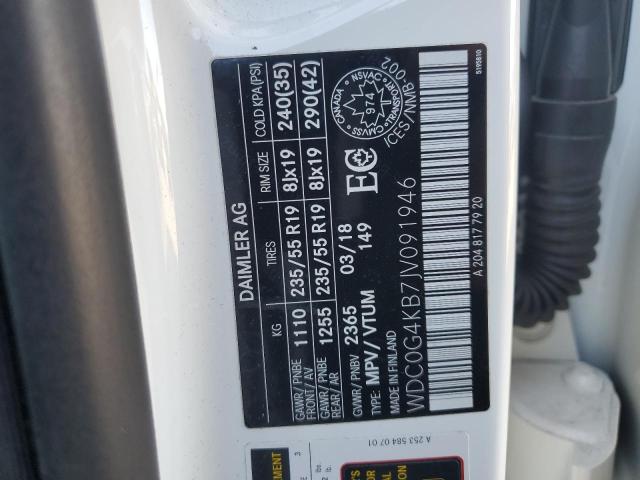 DAIMLER AG
KG TIRES RIM SIZE COLD KPA(PSI)
GAWR/PNBE FRONT/AV 1110 235/55 R19 8Jx19 240(35)
GAWR/PNBE REAR/AR 1255 235/55 R19 8Jx19 290(42)
GVWR/PNBV 2365 03/18
TYPE: MPV/VTUM 149
MADE IN FINLAND
EC
CANADA NSVAC TRANSPORT CMVSS 974
ICES/NMB-002
WDC0G4KB7JV091946
A 204 817 79 20
5195810
A 253 584 07 01